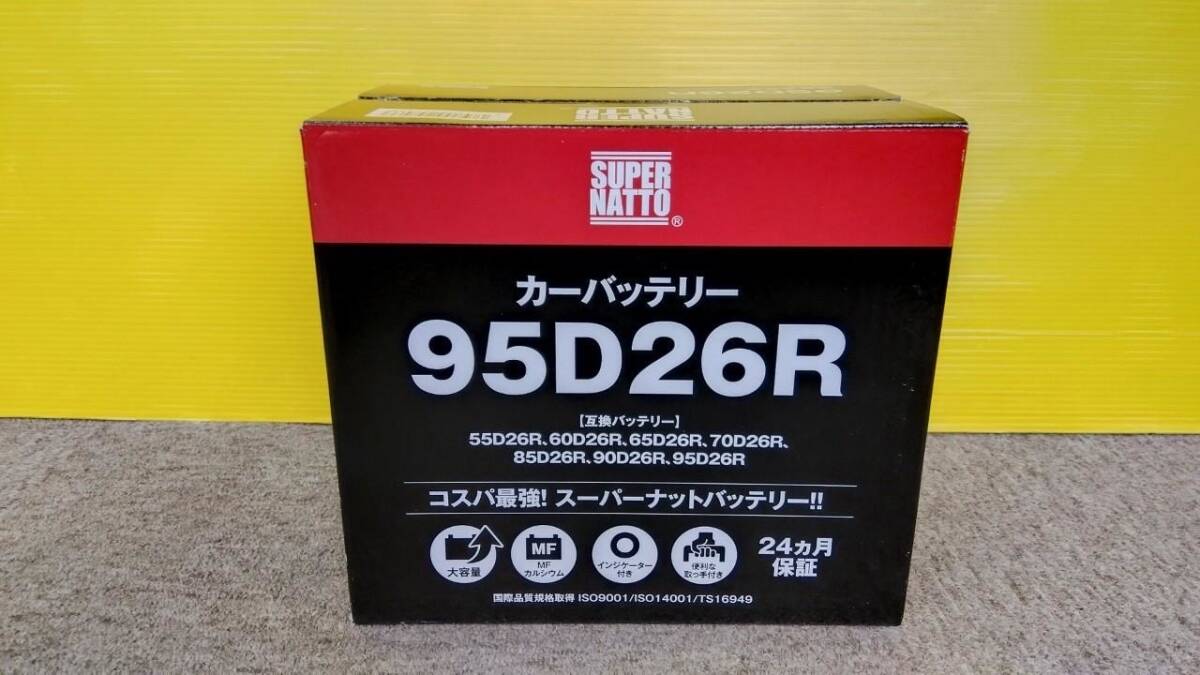 SUPER
NATTO
SUPER
NATTO®
カーバッテリー
95D26R
【互換バッテリー】
55D26R、60D26R、65D26R、70D26R、
85D26R、90D26R、95D26R
コスパ最強! スーパーナットバッテリー!!
大容量
MF
MF
カルシウム
インジケーター
付き
便利な
取っ手付き
24ヵ月
保証
国際品質規格取得 ISO9001/ISO14001/TS16949